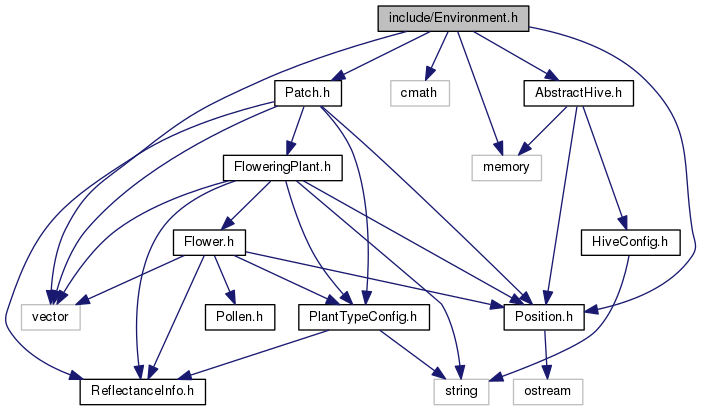 include/Environment.h
Patch.h
cmath
AbstractHive.h
FloweringPlant.h
memory
Flower.h
HiveConfig.h
vector
Pollen.h
PlantTypeConfig.h
Position.h
ReflectanceInfo.h
string
ostream